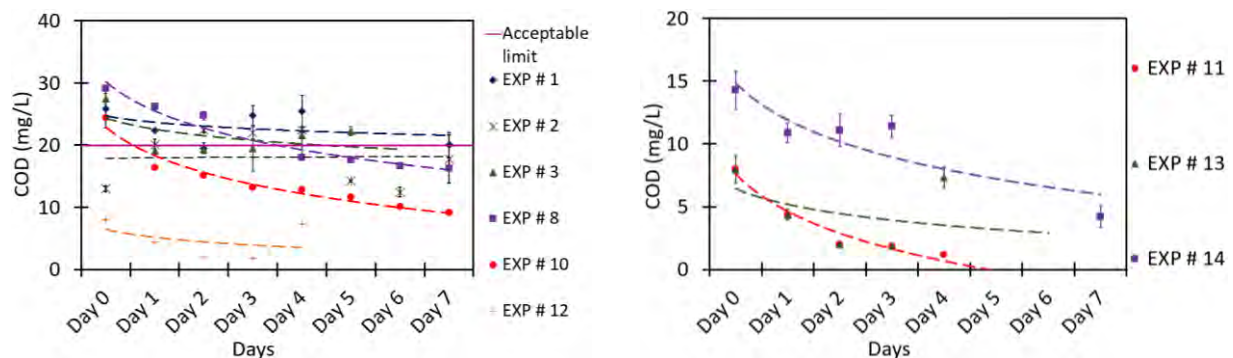 40
30
20
10
0
COD (mg/L)
Day 0
Day 1
Day 2
Day 3
Day 4
Day 5
Day 6
Day 7
Days
Acceptable
limit
EXP # 1
EXP # 2
EXP # 3
EXP # 8
EXP # 10
EXP # 12
20
15
10
5
0
COD (mg/L)
Day 0
Day 1
Day 2
Day 3
Day 4
Day 5
Day 6
Day 7
Days
EXP # 11
EXP # 13
EXP # 14